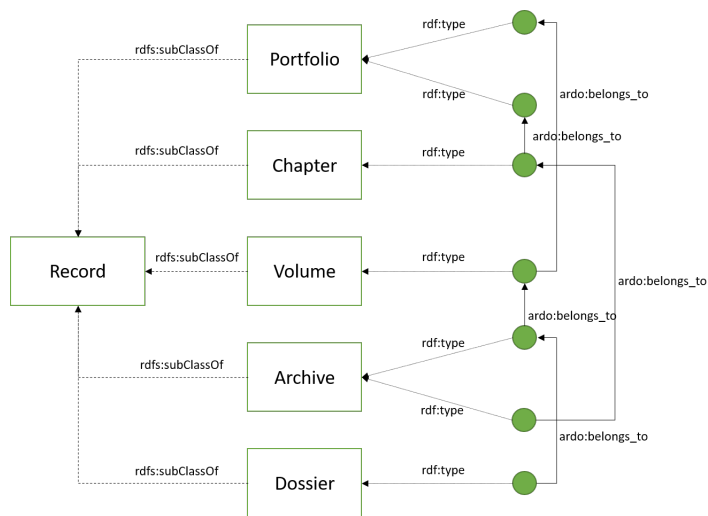 rdf:type
rdfs:subClassOf
Portfolio
rdf:type
ardo:belongs_to
ardo:belongs_to
rdfs:subClassOf
rdf:type
Chapter
rdfs:subClassOf
rdf:type
Record
Volume
ardo:belongs_to
ardo:belongs_to
rdf:type
rdfs:subClassOf
Archive
rdf:type
ardo:belongs_to
rdfs:subClassOf
rdf:type
Dossier